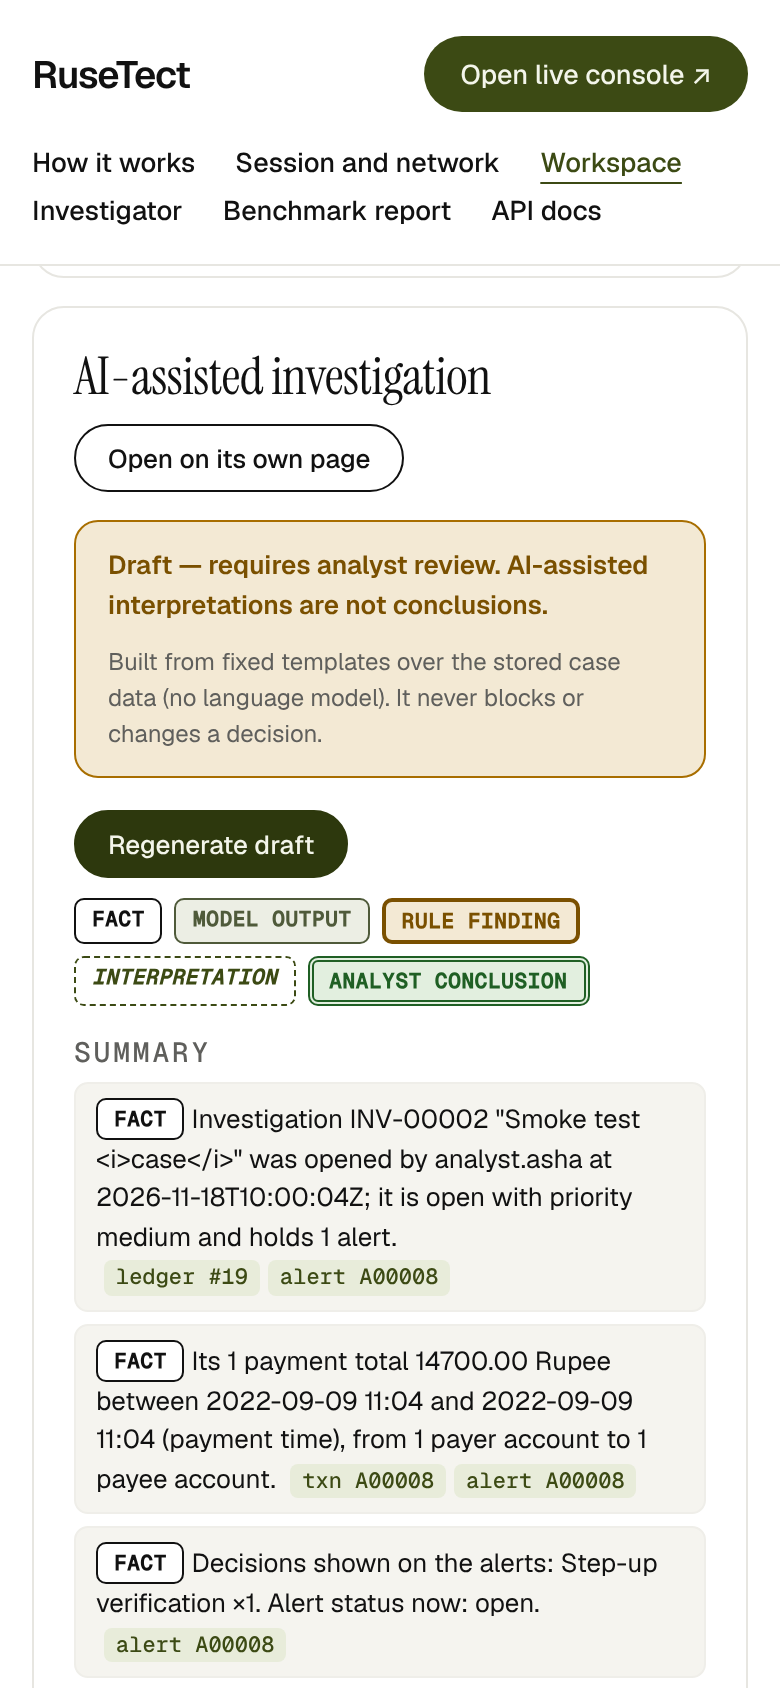 RuseTect
Open live console ↗
How it works Session and network Workspace
Investigator Benchmark report API docs
AI-assisted investigation
Open on its own page
Draft — requires analyst review. AI-assisted
interpretations are not conclusions.
Built from fixed templates over the stored case
data (no language model). It never blocks or
changes a decision.
Regenerate draft
FACT MODEL OUTPUT RULE FINDING
INTERPRETATION ANALYST CONCLUSION
SUMMARY
FACT Investigation INV-00002 "Smoke test
<i>case</i>" was opened by analyst.asha at
2026-11-18T10:00:04Z; it is open with priority
medium and holds 1 alert.
ledger #19 alert A00008
FACT Its 1 payment total 14700.00 Rupee
between 2022-09-09 11:04 and 2022-09-09
11:04 (payment time), from 1 payer account to 1
payee account. txn A00008 alert A00008
FACT Decisions shown on the alerts: Step-up
verification ×1. Alert status now: open.
alert A00008